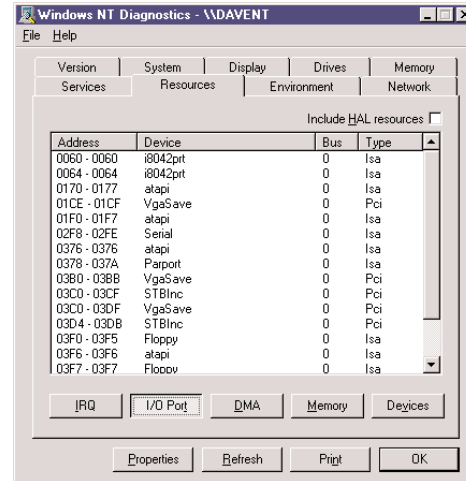 Windows NT Diagnostics - \\DAVENT
File Help
Version System Display Drives Memory
Services Resources Environment Network
Include HAL resources
Address Device Bus Type
0060 - 0060 i8042prt 0 Isa
0064 - 0064 i8042prt 0 Isa
0170 - 0177 atapi 0 Isa
01CE - 01CF VgaSave 0 Pci
01F0 - 01F7 atapi 0 Isa
02F8 - 02FE Serial 0 Isa
0376 - 0376 atapi 0 Isa
0378 - 037A Parport 0 Isa
03B0 - 03BB VgaSave 0 Pci
03C0 - 03CF STBInc 0 Pci
03C0 - 03DF VgaSave 0 Pci
03D4 - 03DB STBInc 0 Pci
03F0 - 03F5 Floppy 0 Isa
03F6 - 03F6 atapi 0 Isa
03F7 - 03F7 Floppy 0 Isa
IRQ I/O Port DMA Memory Devices
Properties Refresh Print OK